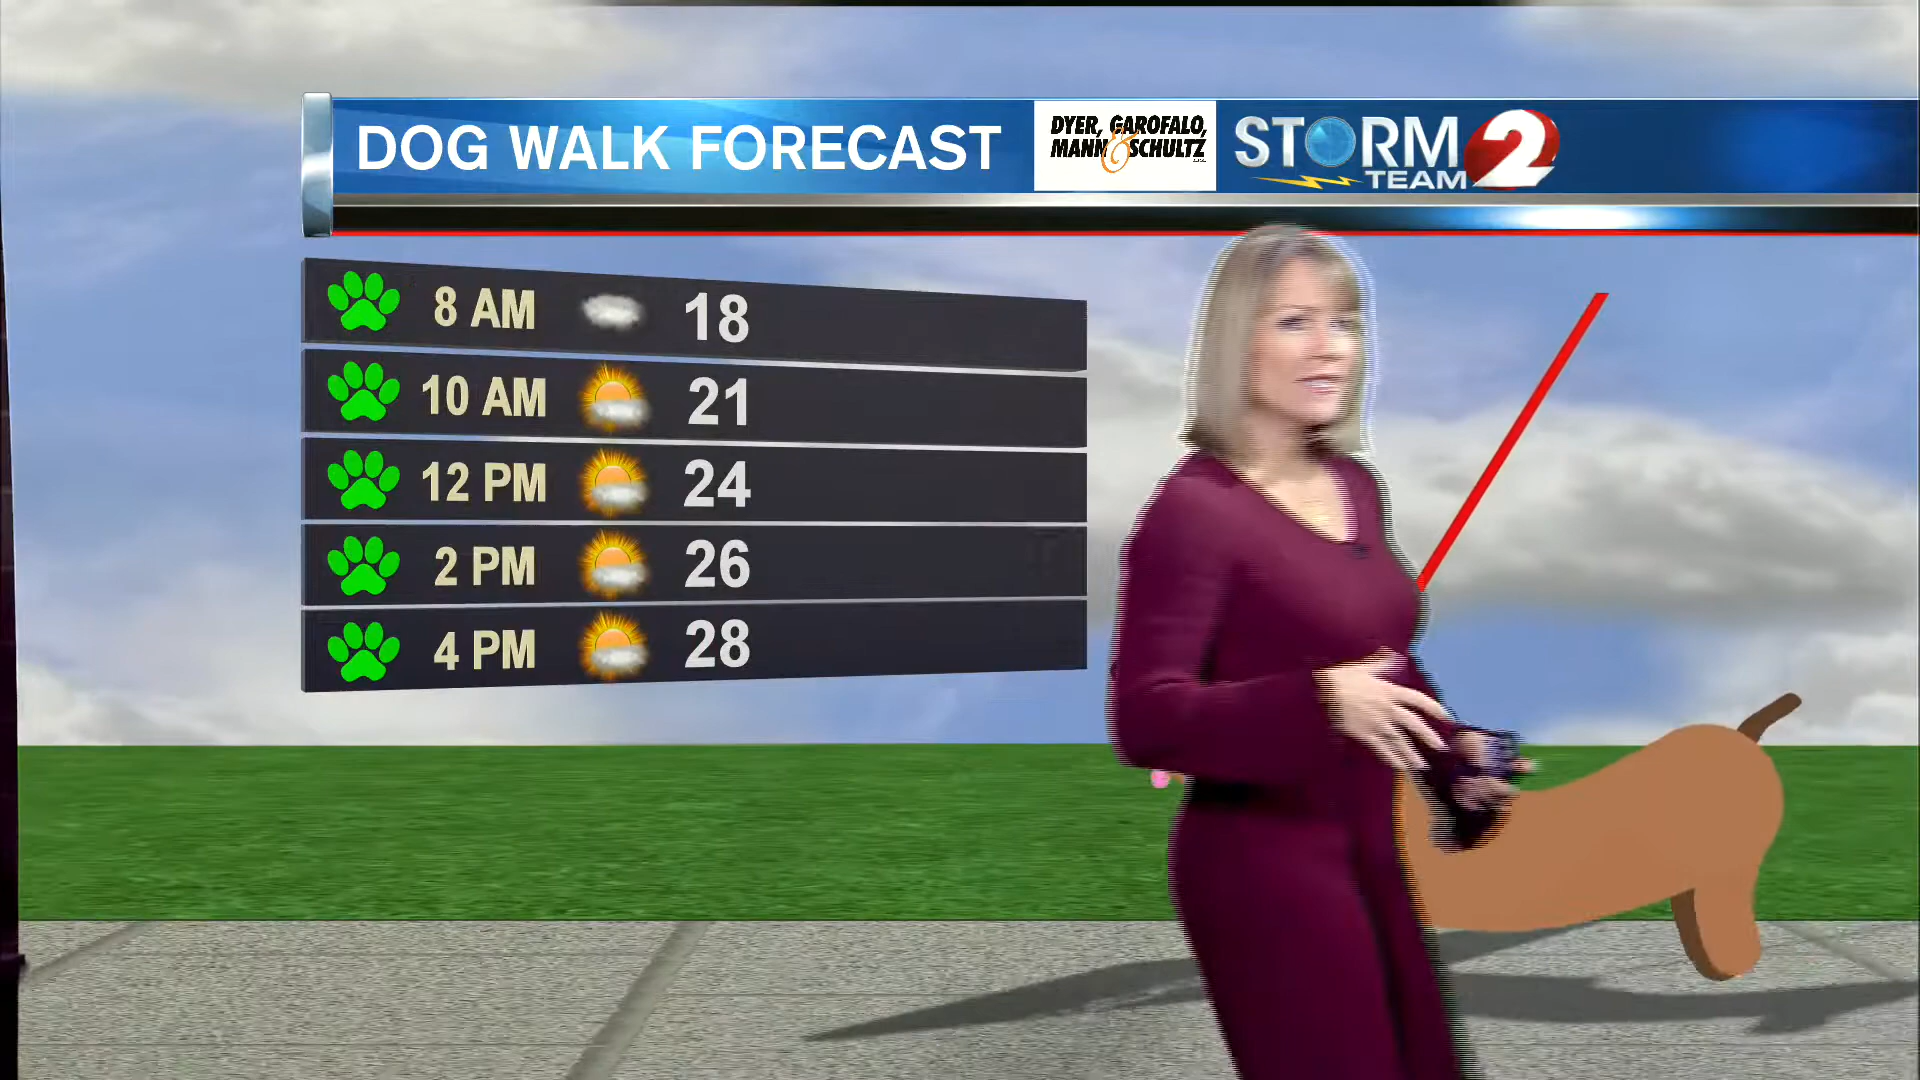 DOG WALK FORECAST
DYER, GAROFALO,
MANN & SCHULTZ
STORM
TEAM 2
8 AM 18
10 AM 21
12 PM 24
2 PM 26
4 PM 28